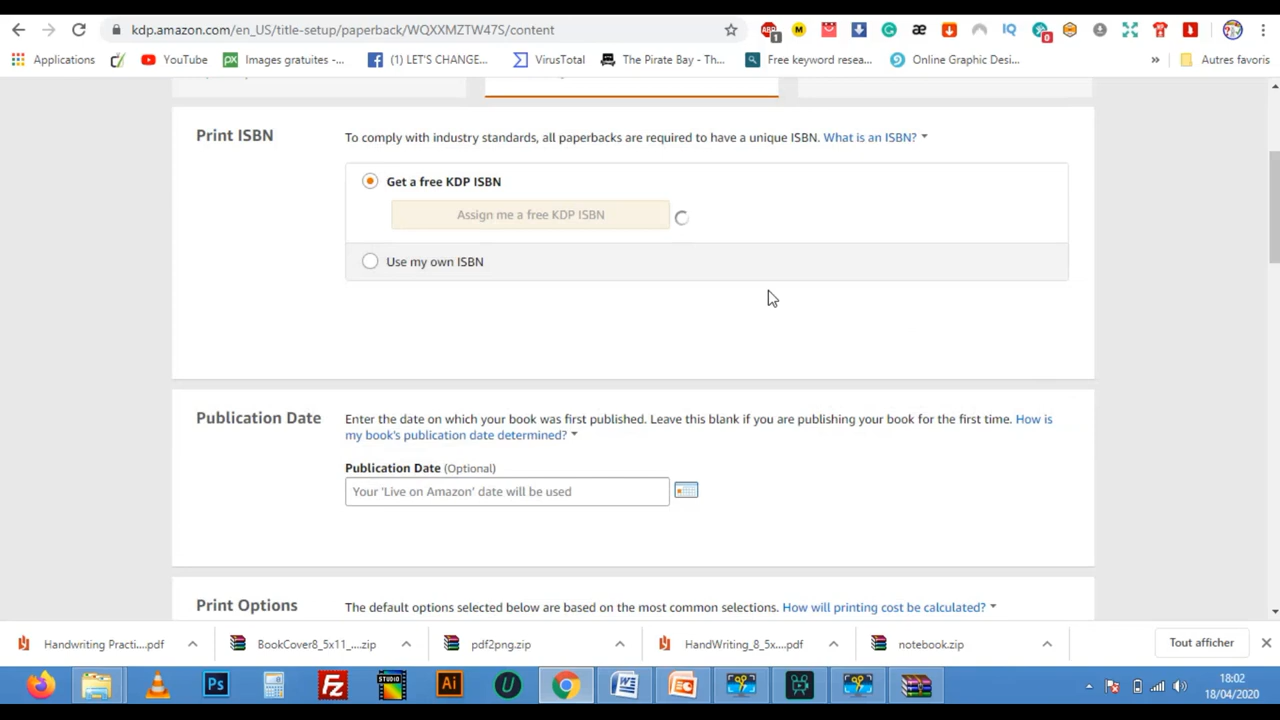 kdp.amazon.com/en_US/title-setup/paperback/WQXXMZTW47S/content
Applications
YouTube
Images gratuites -...
(1) LET'S CHANGE...
VirusTotal
The Pirate Bay - Th...
Free keyword resea...
Online Graphic Desi...
»
Autres favoris
Print ISBN
To comply with industry standards, all paperbacks are required to have a unique ISBN. What is an ISBN?
Get a free KDP ISBN
Assign me a free KDP ISBN
Use my own ISBN
Publication Date
Enter the date on which your book was first published. Leave this blank if you are publishing your book for the first time. How is
my book's publication date determined?
Publication Date (Optional)
Your 'Live on Amazon' date will be used
Print Options
The default options selected below are based on the most common selections. How will printing cost be calculated?
Handwriting Practi....pdf
BookCover8_5x11_....zip
pdf2png.zip
HandWriting_8_5x....pdf
notebook.zip
Tout afficher
18:02
18/04/2020